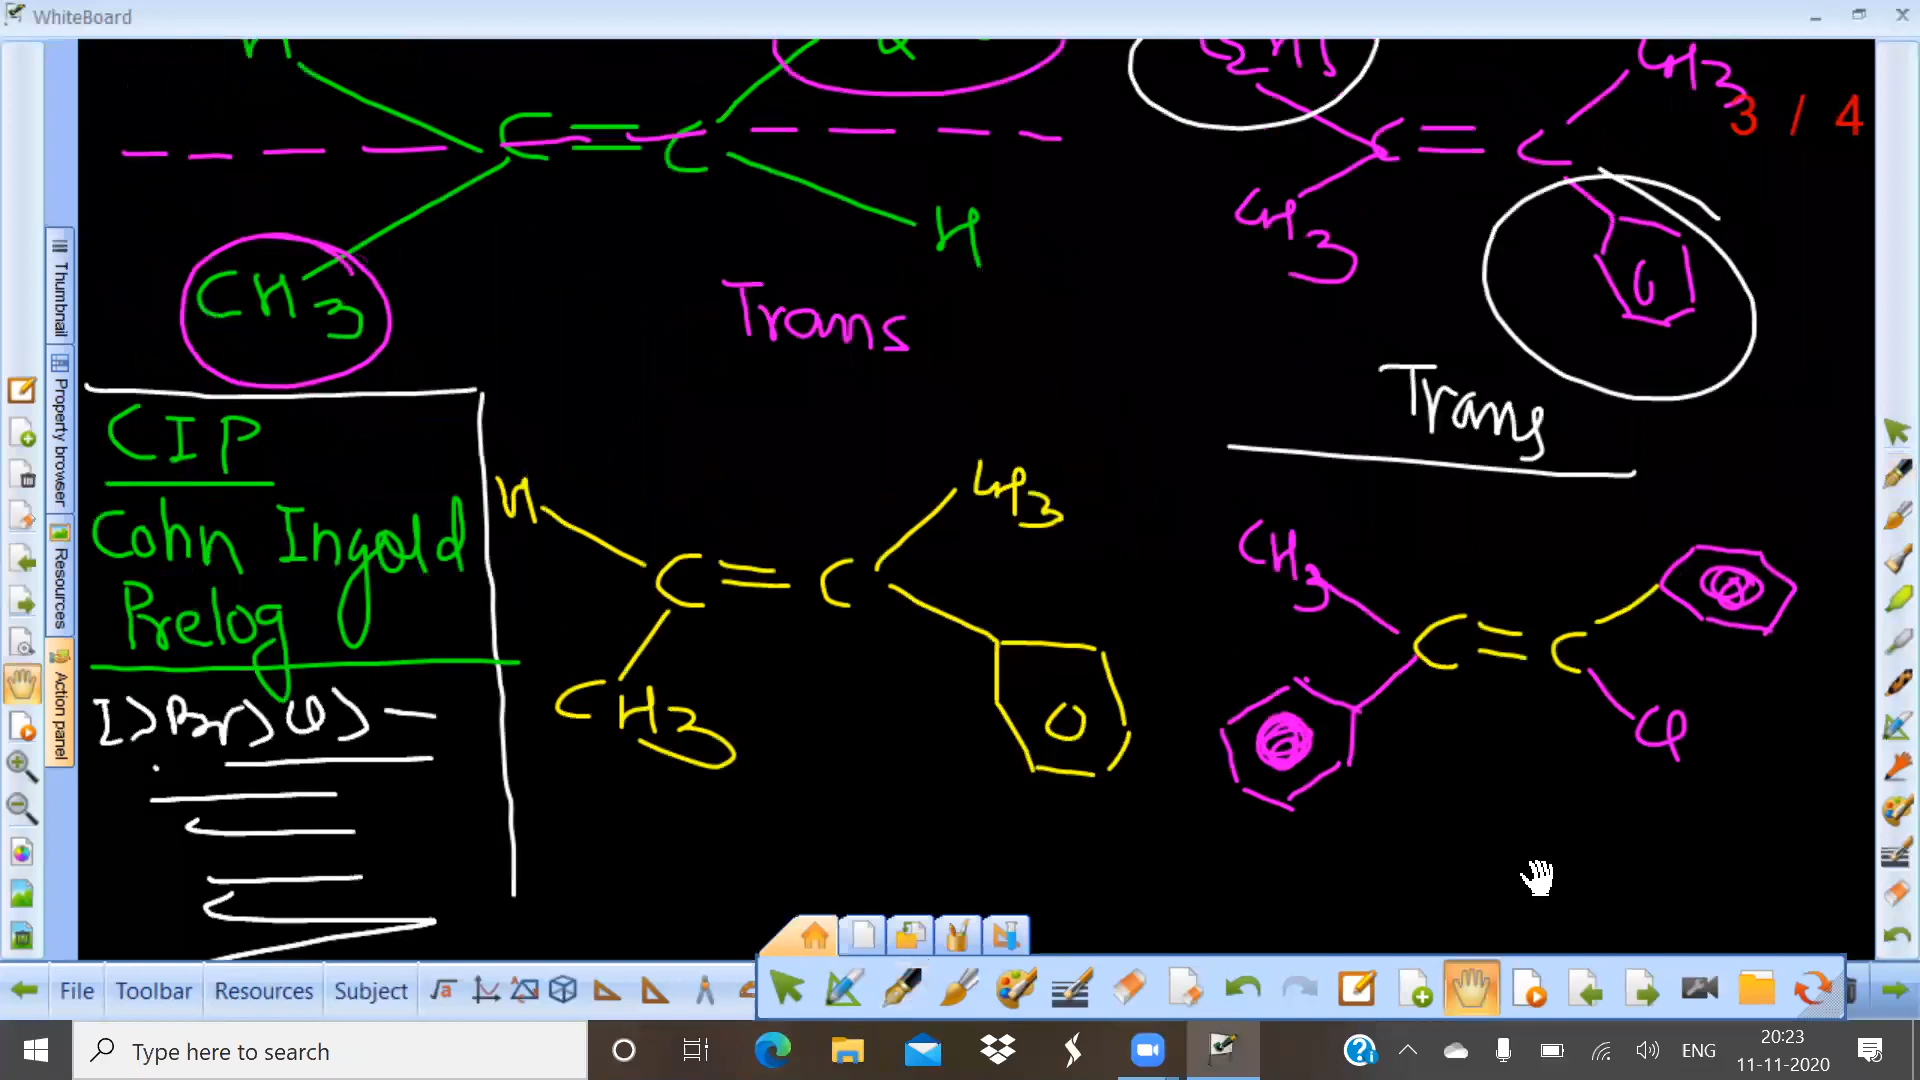 WhiteBoard
3 / 4
CH3
C = C
H
CH3
H
CH3
C = C
CH3
Trans
Trans
CIP
Cohn Ingold
Prelog
I > Br > Cl > —
H
CH3
C = C
CH3
CH3
C = C
Cl
Thumbnail
Property browser
Resources
Action panel
File
Toolbar
Resources
Subject
Type here to search
ENG
20:23
11-11-2020